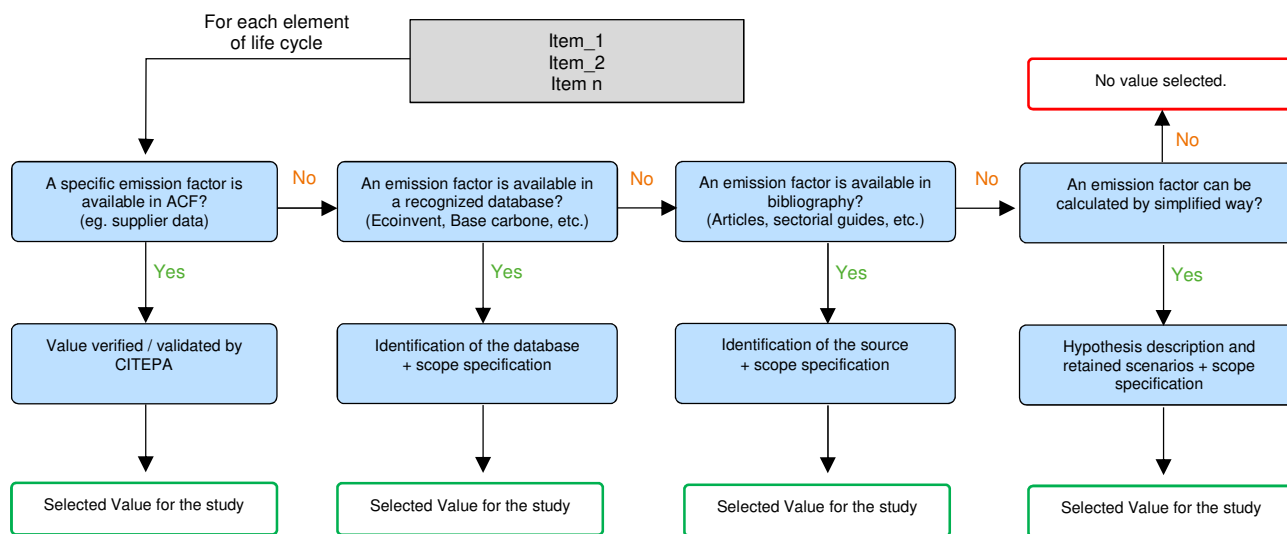 For each element
of life cycle
Item_1
Item_2
Item n
No value selected.
No
A specific emission factor is
available in ACF?
(eg. supplier data)
No
An emission factor is available in
a recognized database?
(Ecoinvent, Base carbone, etc.)
No
An emission factor is available in
bibliography?
(Articles, sectorial guides, etc.)
No
An emission factor can be
calculated by simplified way?
Yes
Yes
Yes
Yes
Value verified / validated by
CITEPA
Identification of the database
+ scope specification
Identification of the source
+ scope specification
Hypothesis description and
retained scenarios + scope
specification
Selected Value for the study
Selected Value for the study
Selected Value for the study
Selected Value for the study